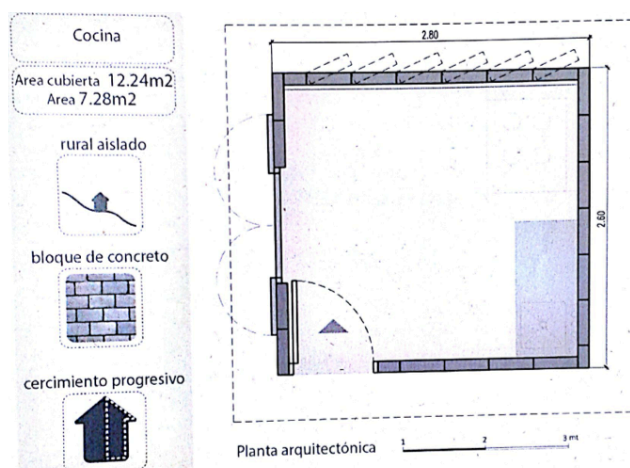 Cocina
Area cubierta 12.24m2
Area 7.28m2
rural aislado
bloque de concreto
cercimiento progresivo
2.80
2.60
Planta arquitectónica
1 2 3 mts